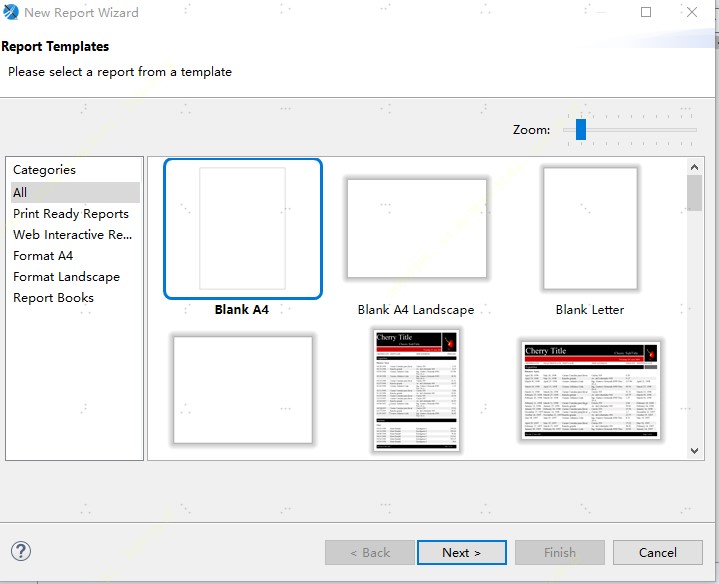 New Report Wizard
Report Templates
Please select a report from a template
Zoom:
Categories
All
Print Ready Reports
Web Interactive Re...
Format A4
Format Landscape
Report Books
Blank A4
Blank A4 Landscape
Blank Letter
Cherry Title
Cherry Title
?
< Back
Next >
Finish
Cancel